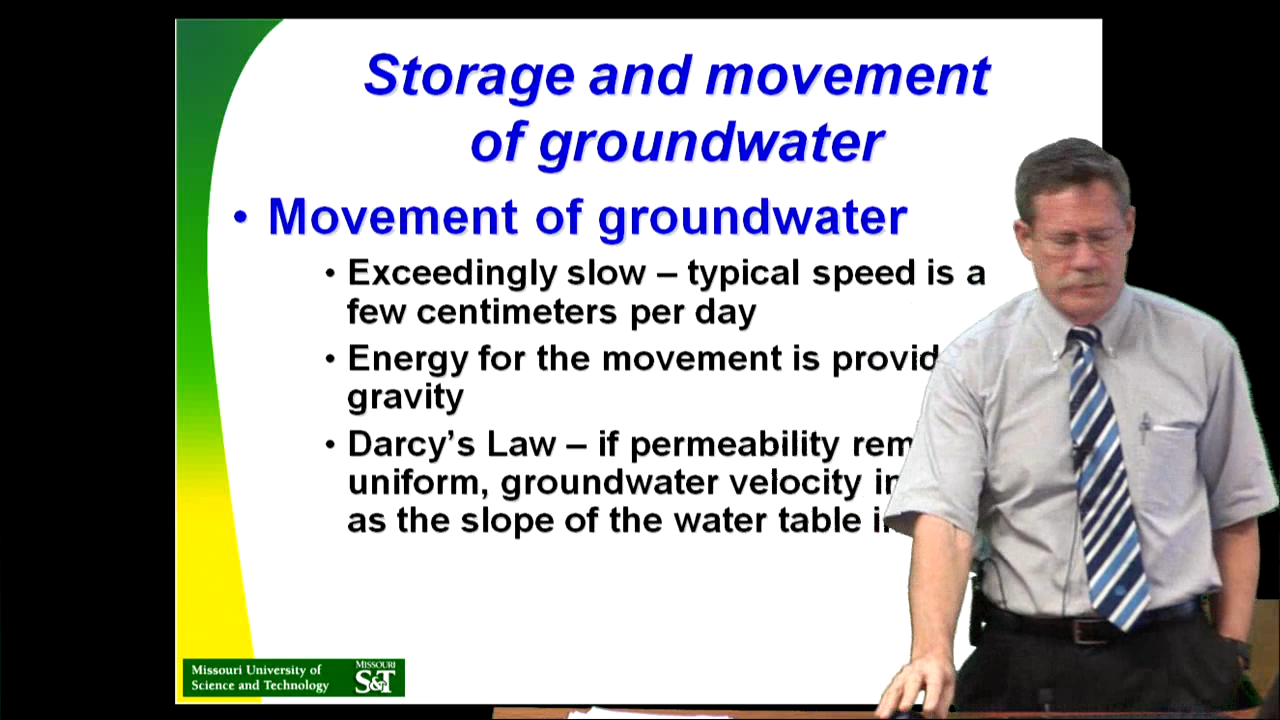 Storage and movement
of groundwater
• Movement of groundwater
• Exceedingly slow – typical speed is a
few centimeters per day
• Energy for the movement is provid
gravity
• Darcy's Law – if permeability rem
uniform, groundwater velocity in
as the slope of the water table i
Missouri University of
Science and Technology
MISSOURI
S&T